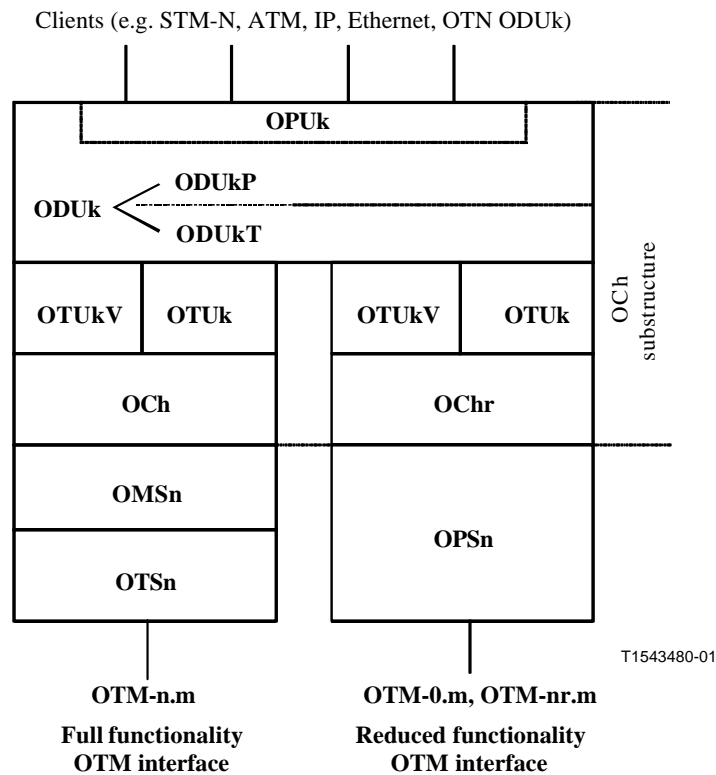 Clients (e.g. STM-N, ATM, IP, Ethernet, OTN ODUk)
OPUk
ODUkP
ODUk
ODUkT
OTUkV OTUk OTUkV OTUk
OCh substructure
OCh OChr
OMSn
OPSn
OTSn
T1543480-01
OTM-n.m OTM-0.m, OTM-nr.m
Full functionality Reduced functionality
OTM interface OTM interface